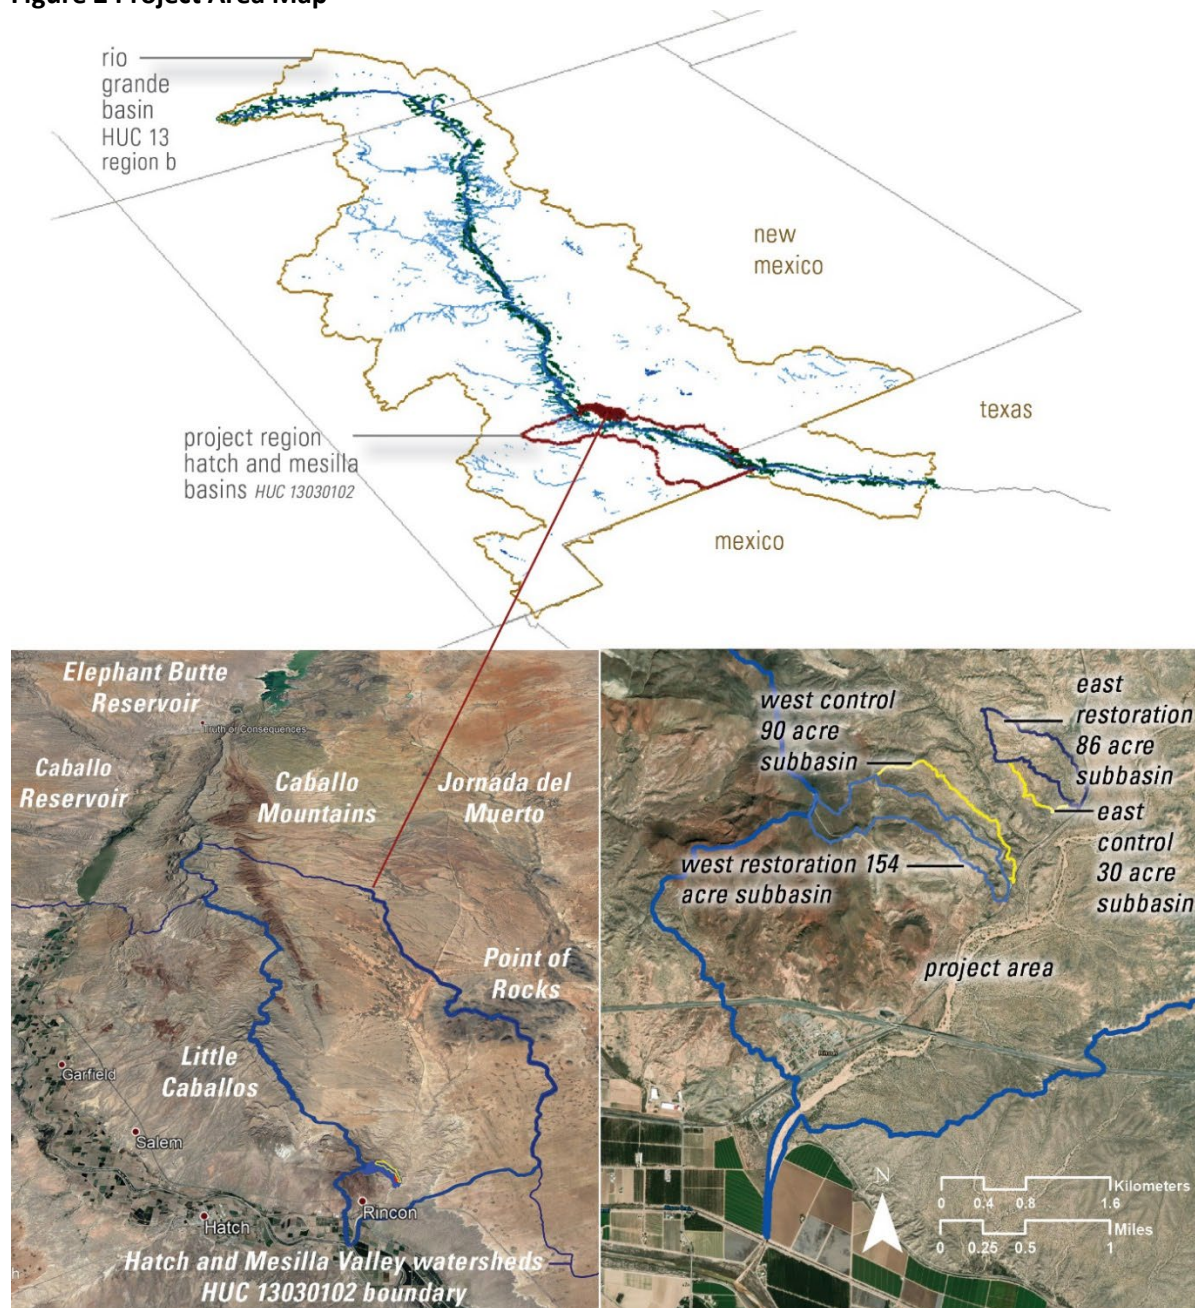 Figure 2 Project Area Map
rio
grande
basin
HUC 13
region b
new
mexico
texas
project region
hatch and mesilla
basins HUC 13030102
mexico
Elephant Butte
Reservoir
Truth or Consequences
Caballo
Reservoir
Caballo
Mountains
Jornada del
Muerto
Point of
Rocks
Little
Caballos
Garfield
Salem
Hatch
Rincon
Hatch and Mesilla Valley watersheds
HUC 13030102 boundary
west control
90 acre
subbasin
east
restoration
86 acre
subbasin
east
control
30 acre
subbasin
west restoration 154
acre subbasin
project area
N
Kilometers
0 0.4 0.8 1.6
Miles
0 0.25 0.5 1